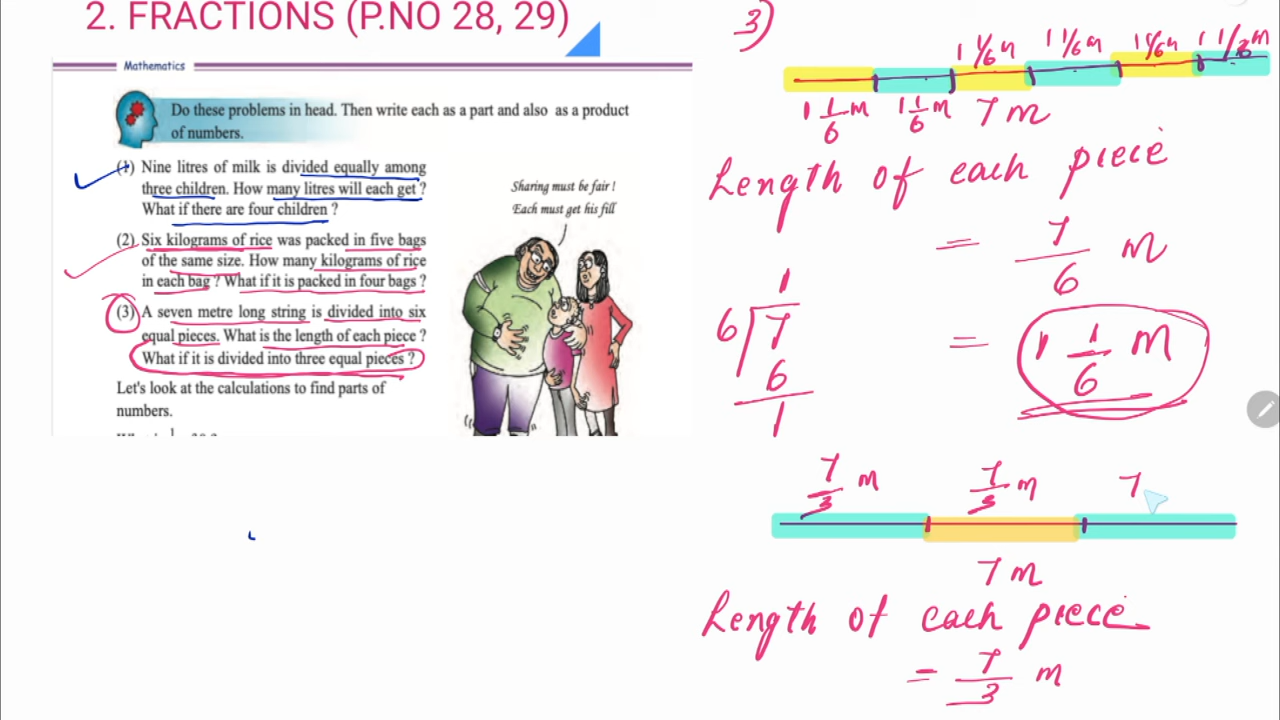 2. FRACTIONS (P.NO 28, 29)
Mathematics
Do these problems in head. Then write each as a part and also as a product
of numbers.
(1) Nine litres of milk is divided equally among
three children. How many litres will each get ?
What if there are four children ?
(2) Six kilograms of rice was packed in five bags
of the same size. How many kilograms of rice
in each bag ? What if it is packed in four bags ?
(3) A seven metre long string is divided into six
equal pieces. What is the length of each piece ?
What if it is divided into three equal pieces ?
Let's look at the calculations to find parts of
numbers.
Sharing must be fair !
Each must get his fill
3)
1 1/6 m 1 1/6 m 1 1/6 m 1 1/6 m
1 1/6 m 1 1/6 m 7 m
Length of each piece
= 7/6 m
= 1 1/6 m
1
6 7
6
1
7/3 m 7/3 m 7
7 m
Length of each piece
= 7/3 m